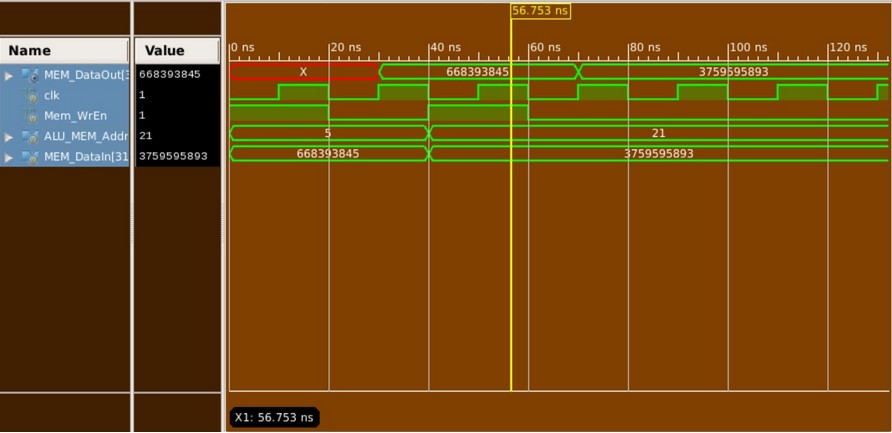 56.753 ns
Name Value
0 ns 20 ns 40 ns 60 ns 80 ns 100 ns 120 ns
MEM_DataOut[3 668393845 X 668393845 3759595893
clk 1
Mem_WrEn 1
ALU_MEM_Addr 21 5 21
MEM_DataIn[31 3759595893 668393845 3759595893
X1: 56.753 ns